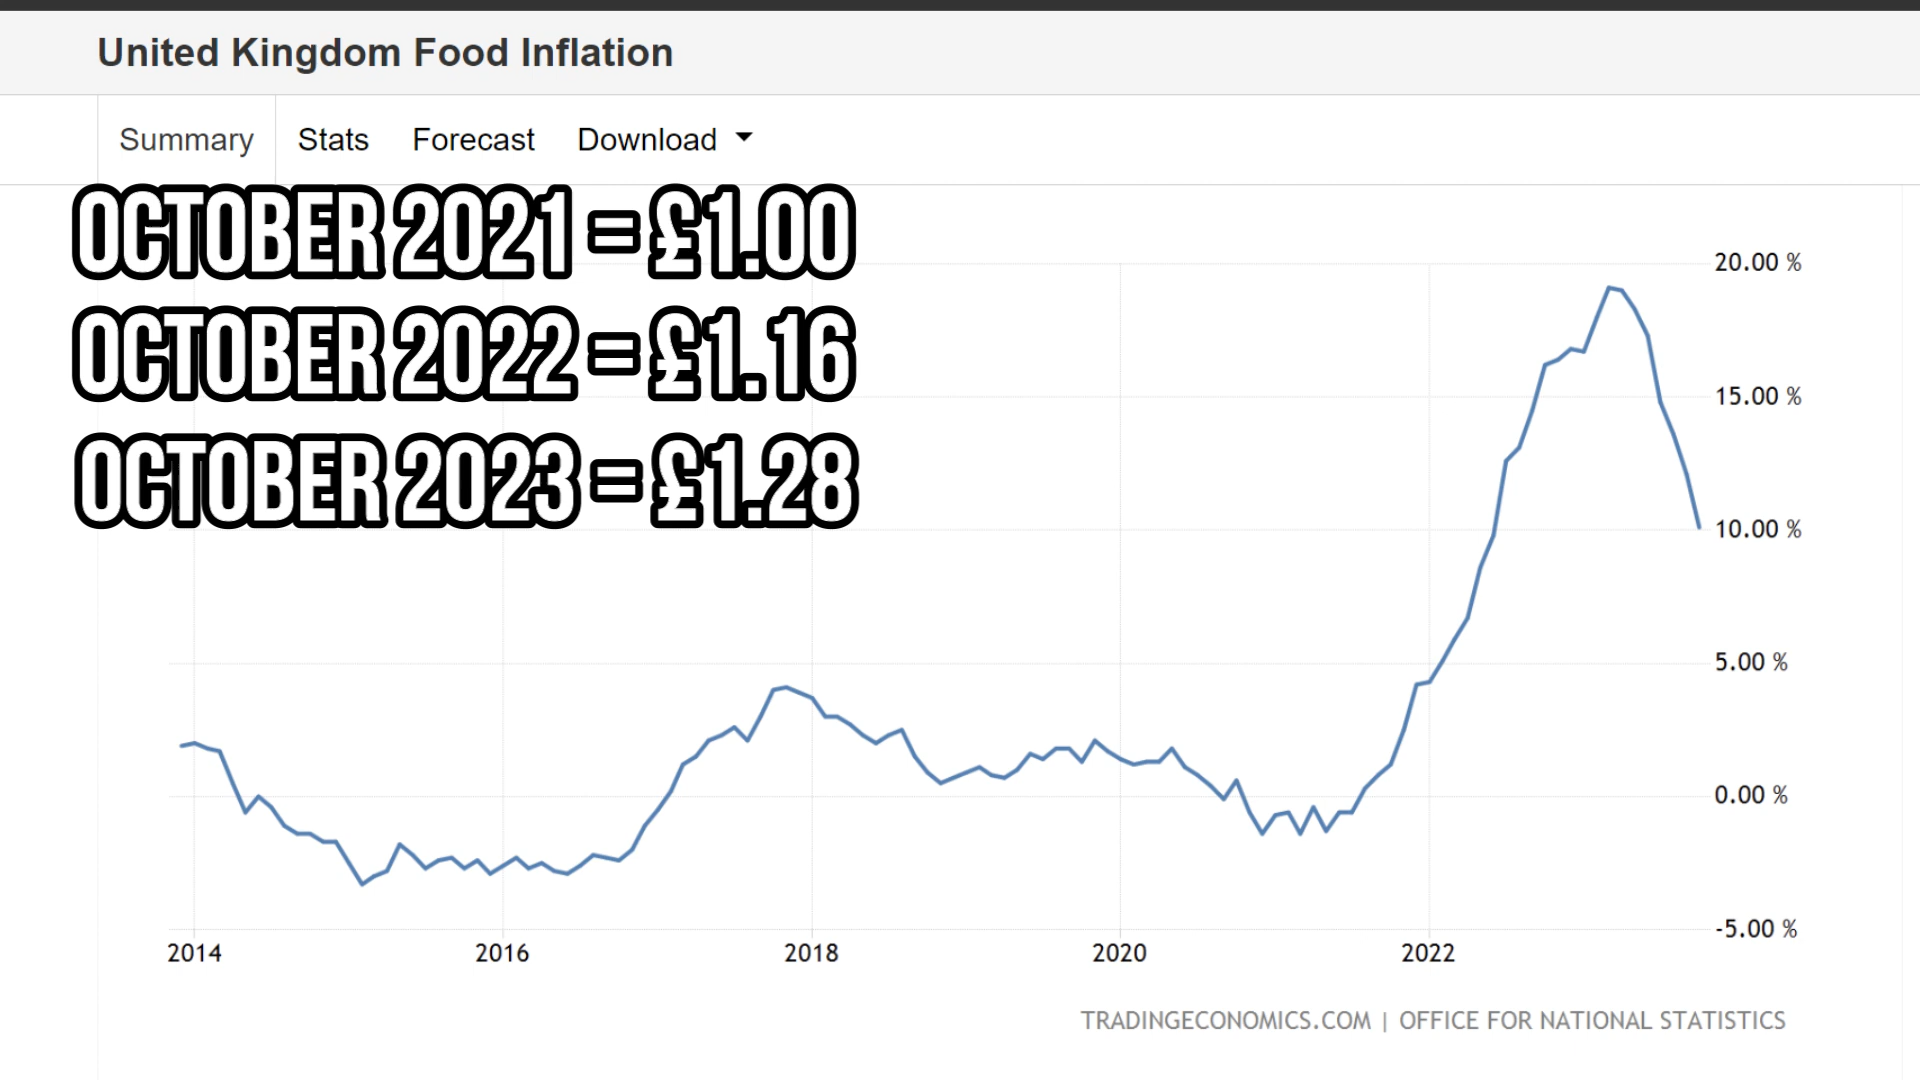 United Kingdom Food Inflation
Summary Stats Forecast Download
OCTOBER 2021 = £1.00
OCTOBER 2022 = £1.16
OCTOBER 2023 = £1.28
20.00 %
15.00 %
10.00 %
5.00 %
0.00 %
-5.00 %
2014 2016 2018 2020 2022
TRADINGECONOMICS.COM | OFFICE FOR NATIONAL STATISTICS